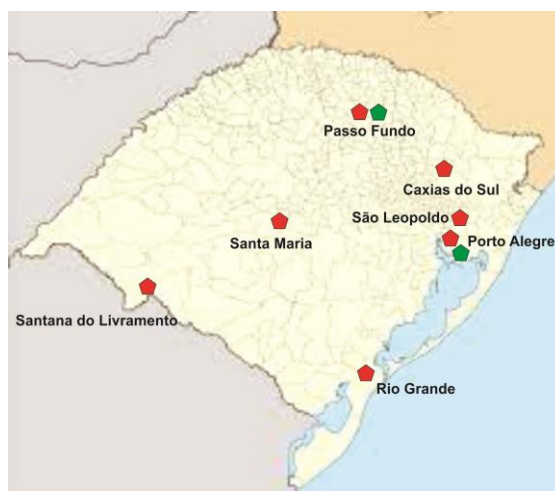 Passo Fundo
Caxias do Sul
São Leopoldo
Porto Alegre
Santa Maria
Santana do Livramento
Rio Grande